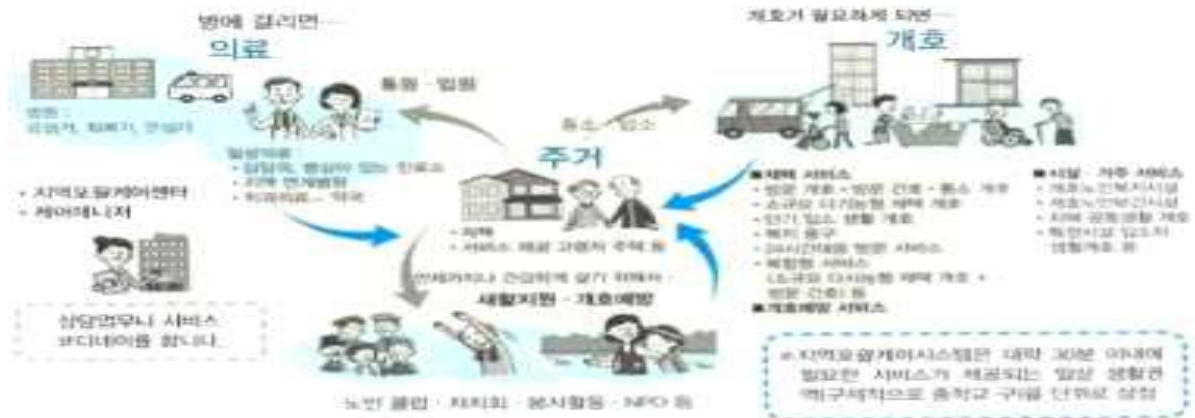 병에 걸리면…
의료
개호가 필요하게 되면…
개호
통원·입원
통소·입소
병원 :
급성기, 회복기, 만성기
일상의료 :
지역 연계병원
치과의료, 약국
주거
• 지역포괄케어센터
• 케어매니저
상담업무나 서비스
코디네이트를 합니다.
• 자택
• 서비스 제공 고령자 주택 등
언제까지나 건강하게 살기 위해서…
생활지원·개호예방
노인 클럽·자치회·봉사활동·NPO 등
■재택 서비스
• 방문 개호·방문 간호·통소 개호
• 소규모 다기능형 재택 개호
• 단기 입소 생활 개호
• 복지 용구
• 24시간대응 방문 서비스
• 복합형 서비스
(소규모 다기능형 재택 개호 +
방문 간호) 등
■개호예방 서비스
■시설·거주 서비스
• 개호노인복지시설
• 개호노인보건시설
• 치매 공동생활 개호
• 특정시설 입소자
생활개호 등
※지역포괄케어시스템은 대략 30분 이내에
필요한 서비스가 제공되는 일상 생활권
역(구체적으로 중학교 구)을 단위로 상정